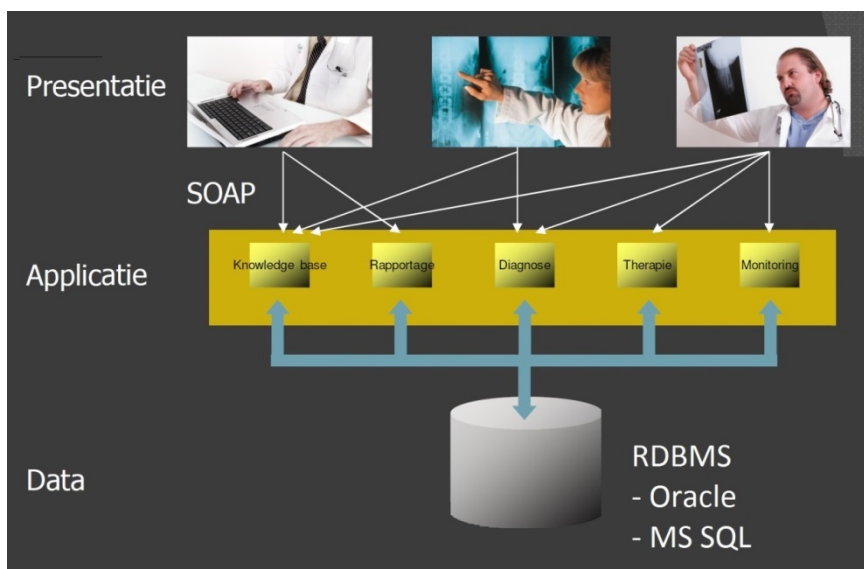 Presentatie
SOAP
Applicatie
Knowledge base
Rapportage
Diagnose
Therapie
Monitoring
Data
RDBMS
- Oracle
- MS SQL